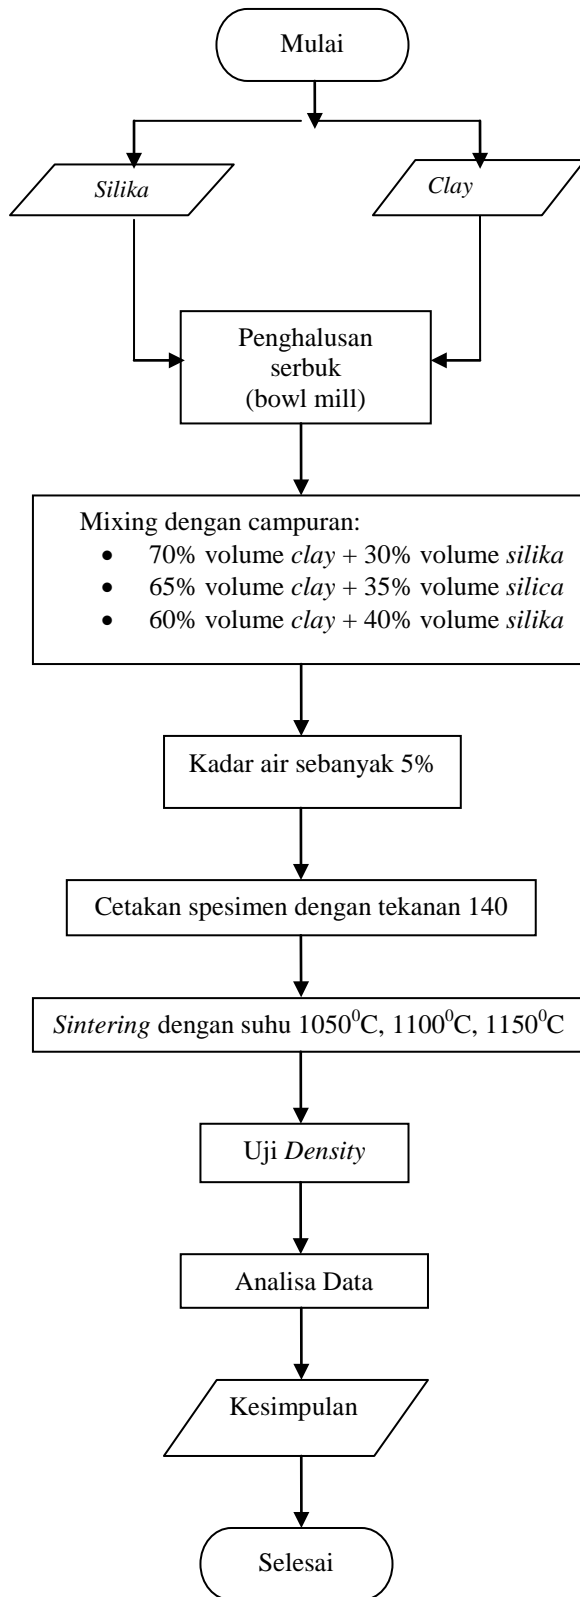 Mulai
Silika
Clay
Penghalusan
serbuk
(bowl mill)
Mixing dengan campuran:
• 70% volume clay + 30% volume silika
• 65% volume clay + 35% volume silica
• 60% volume clay + 40% volume silika
Kadar air sebanyak 5%
Cetakan spesimen dengan tekanan 140
Sintering dengan suhu 1050⁰C, 1100⁰C, 1150⁰C
Uji Density
Analisa Data
Kesimpulan
Selesai